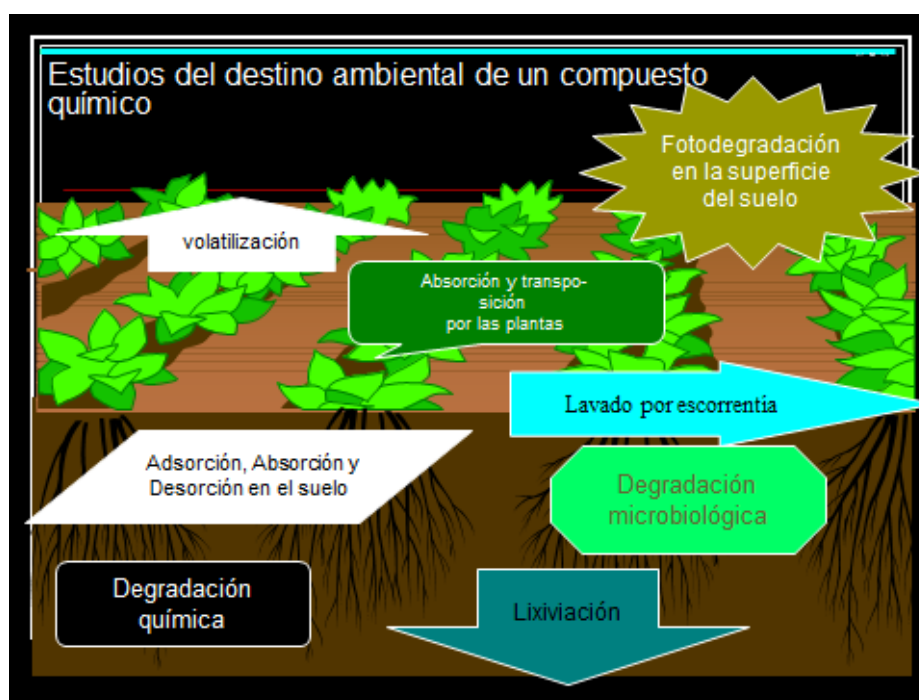 Estudios del destino ambiental de un compuesto
químico
Fotodegradación
en la superficie
del suelo
volatilización
Absorción y transpo-
sición
por las plantas
Lavado por escorrentía
Adsorción, Absorción y
Desorción en el suelo
Degradación
microbiológica
Degradación
química
Lixiviación